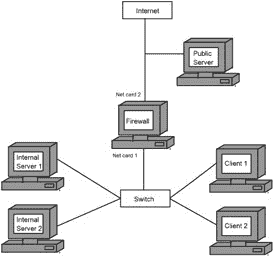 Internet
Public
Server
Net card 2
Firewall
Net card 1
Internal
Server 1
Client 1
Switch
Internal
Server 2
Client 2